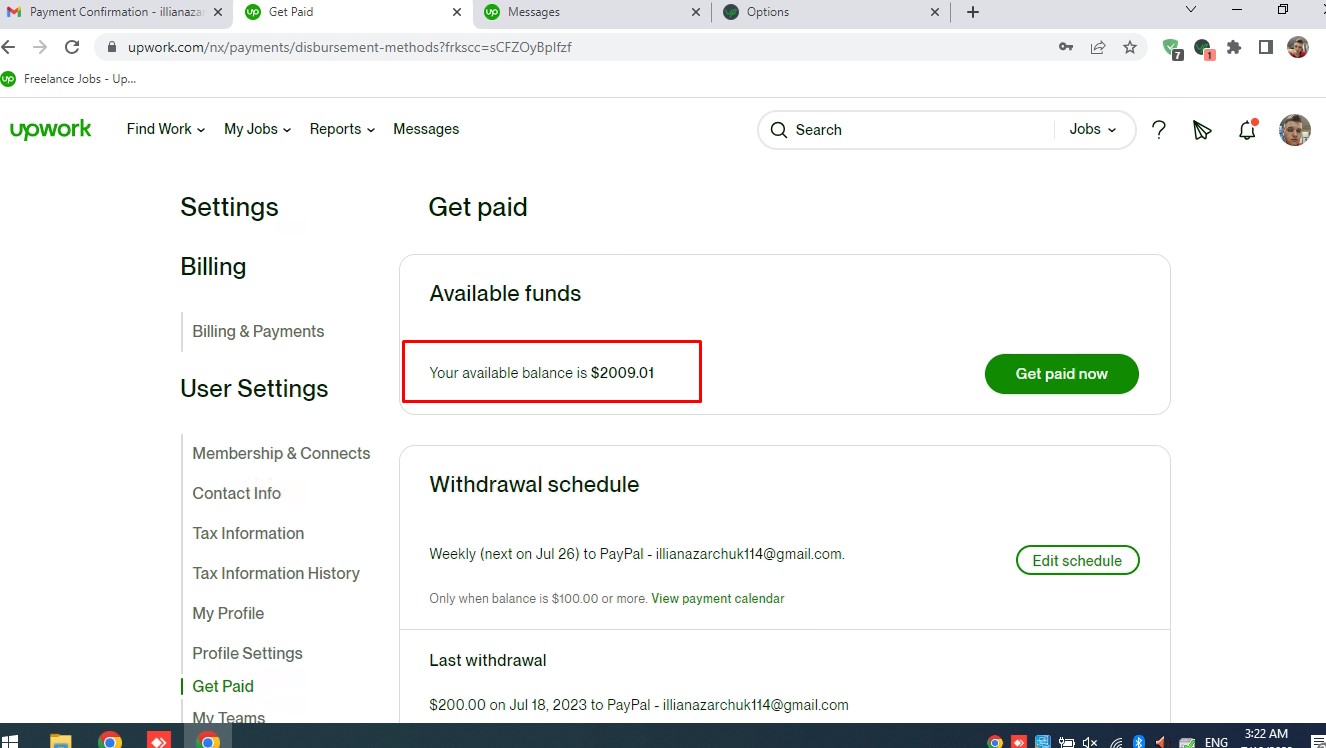 Payment Confirmation - illianazar
Get Paid
Messages
Options
upwork.com/nx/payments/disbursement-methods?frkscc=sCFZOyBpIfzf
7
1
up Freelance Jobs - Up...
upwork
Find Work
My Jobs
Reports
Messages
Search
Jobs
?
Settings
Get paid
Billing
Available funds
Billing & Payments
Your available balance is $2009.01
Get paid now
User Settings
Membership & Connects
Withdrawal schedule
Contact Info
Tax Information
Weekly (next on Jul 26) to PayPal - illianazarchuk114@gmail.com.
Edit schedule
Tax Information History
Only when balance is $100.00 or more. View payment calendar
My Profile
Profile Settings
Last withdrawal
Get Paid
$200.00 on Jul 18, 2023 to PayPal - illianazarchuk114@gmail.com
My Teams
ENG
3:22 AM